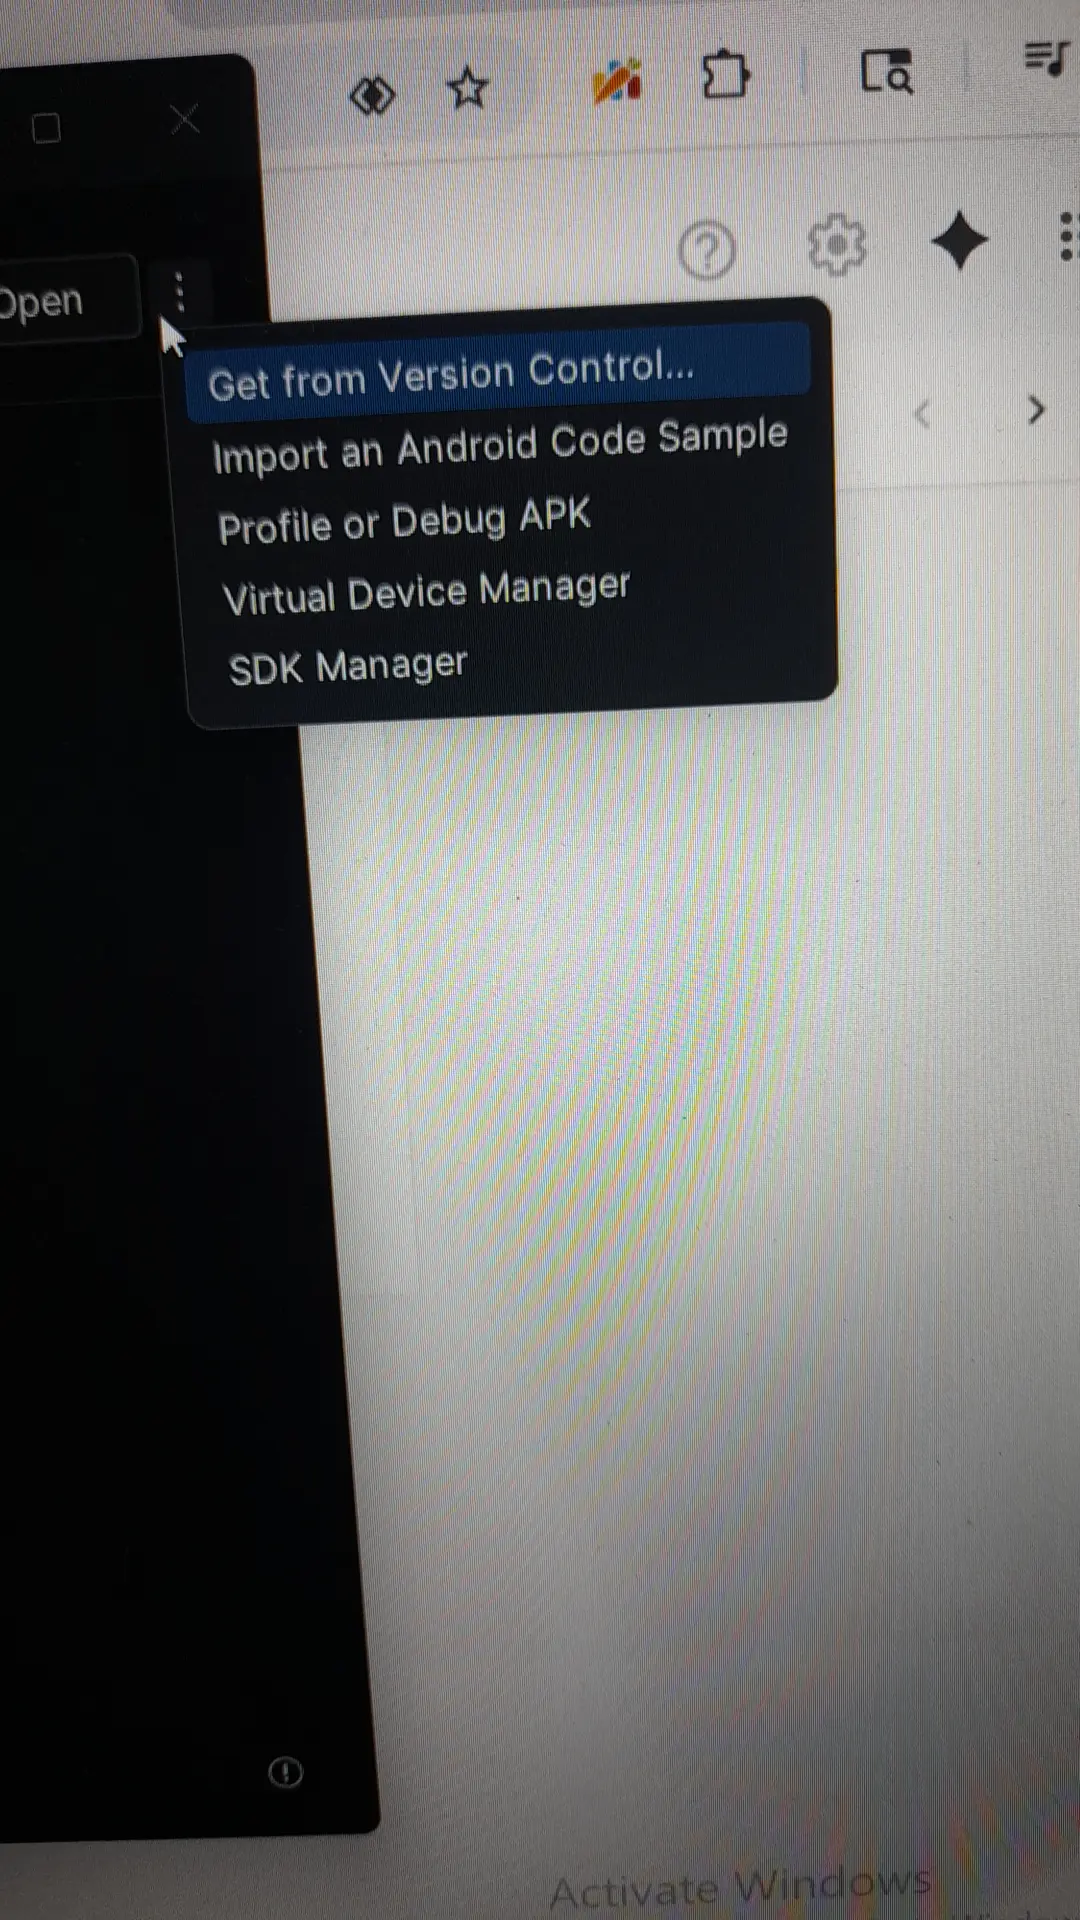 Open
Get from Version Control...
Import an Android Code Sample
Profile or Debug APK
Virtual Device Manager
SDK Manager
Activate Windows